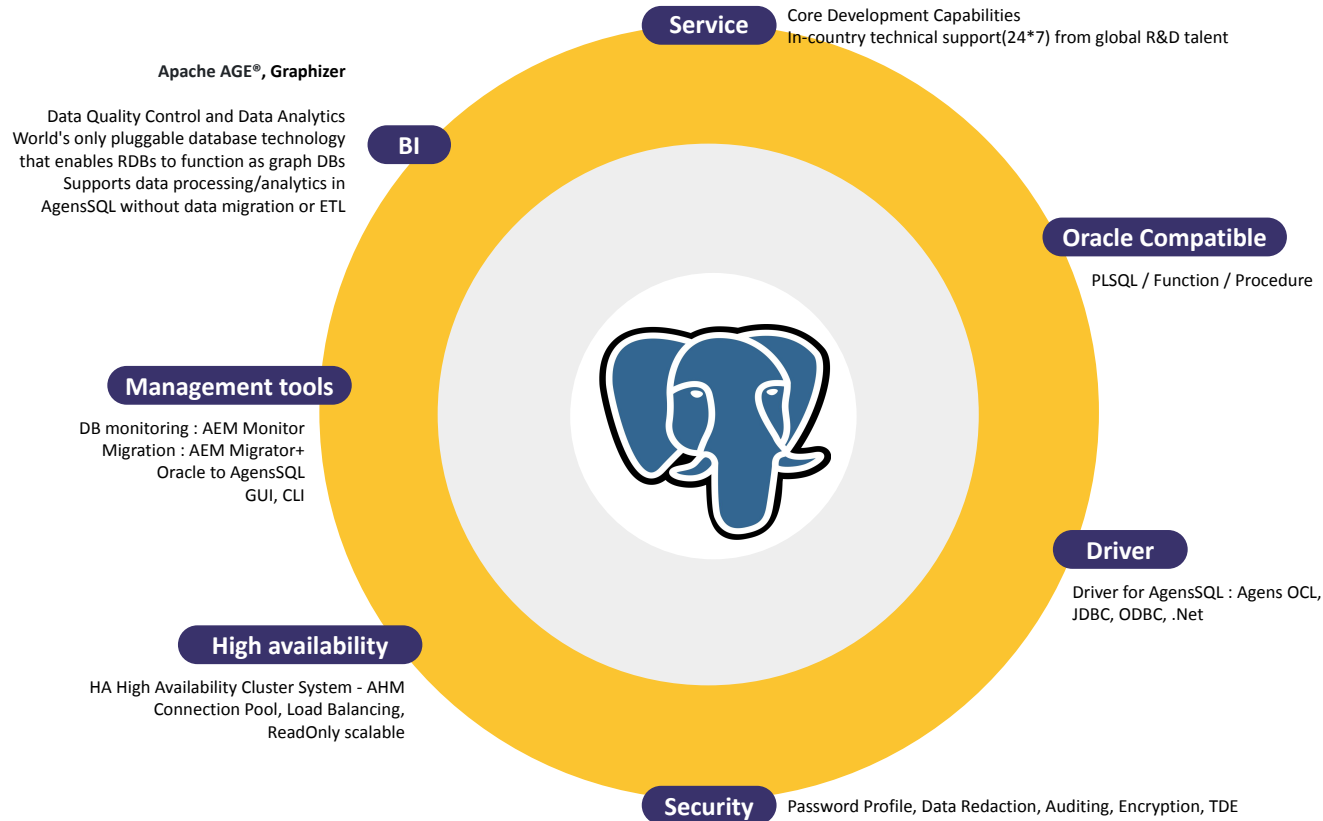 Service
Core Development Capabilities
In-country technical support(24*7) from global R&D talent
Apache AGE®, Graphizer
Data Quality Control and Data Analytics
World's only pluggable database technology
that enables RDBs to function as graph DBs
Supports data processing/analytics in
AgensSQL without data migration or ETL
BI
Oracle Compatible
PLSQL / Function / Procedure
Management tools
DB monitoring : AEM Monitor
Migration : AEM Migrator+
Oracle to AgensSQL
GUI, CLI
Driver
Driver for AgensSQL : Agens OCL,
JDBC, ODBC, .Net
High availability
HA High Availability Cluster System - AHM
Connection Pool, Load Balancing,
ReadOnly scalable
Security
Password Profile, Data Redaction, Auditing, Encryption, TDE